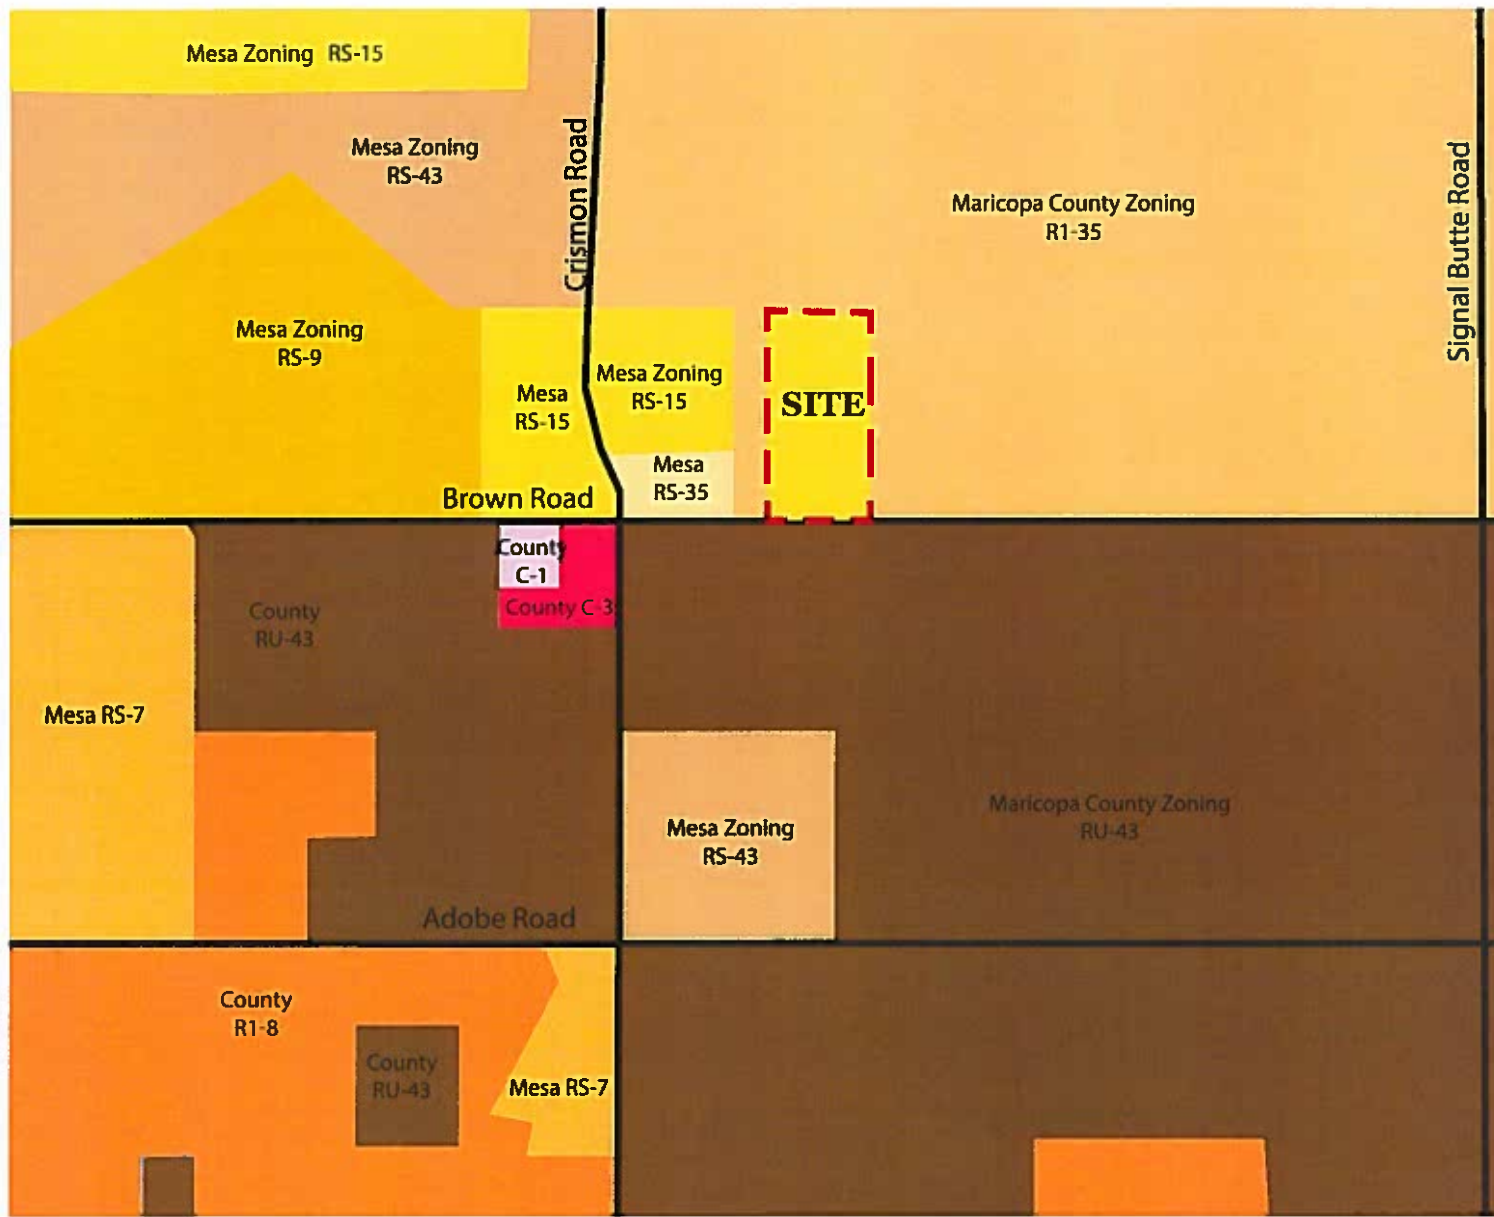 Mesa Zoning RS-15
Mesa Zoning
RS-43
Crismon Road
Maricopa County Zoning
R1-35
Signal Butte Road
Mesa Zoning
RS-9
Mesa
RS-15
Mesa Zoning
RS-15
SITE
Mesa
RS-35
Brown Road
County
C-1
County C-3
County
RU-43
Mesa RS-7
Mesa Zoning
RS-43
Maricopa County Zoning
RU-43
Adobe Road
County
R1-8
County
RU-43
Mesa RS-7